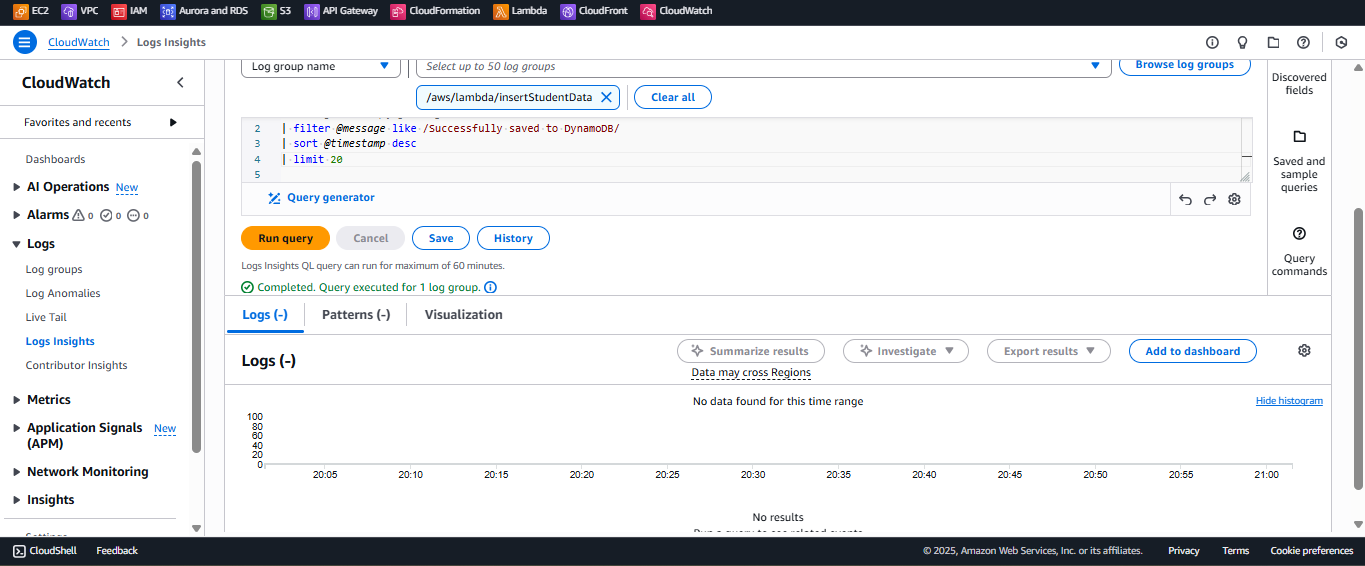 EC2 VPC IAM Aurora and RDS S3 API Gateway CloudFormation Lambda CloudFront CloudWatch
CloudWatch > Logs Insights
CloudWatch
Favorites and recents
Dashboards
AI Operations New
Alarms 0 0 0
Logs
Log groups
Log Anomalies
Live Tail
Logs Insights
Contributor Insights
Metrics
Application Signals (APM) New
Network Monitoring
Insights
Settings
Log group name
Select up to 50 log groups
Browse log groups
/aws/lambda/insertStudentData
Clear all
2 | filter @message like /Successfully saved to DynamoDB/
3 | sort @timestamp desc
4 | limit 20
5
Query generator
Run query Cancel Save History
Logs Insights QL query can run for maximum of 60 minutes.
Completed. Query executed for 1 log group.
Discovered
fields
Saved and
sample
queries
Query
commands
Logs (-) Patterns (-) Visualization
Logs (-)
Summarize results Investigate Export results Add to dashboard
Data may cross Regions
No data found for this time range
Hide histogram
100
80
60
40
20
0
20:05 20:10 20:15 20:20 20:25 20:30 20:35 20:40 20:45 20:50 20:55 21:00
No results
CloudShell Feedback © 2025, Amazon Web Services, Inc. or its affiliates. Privacy Terms Cookie preferences